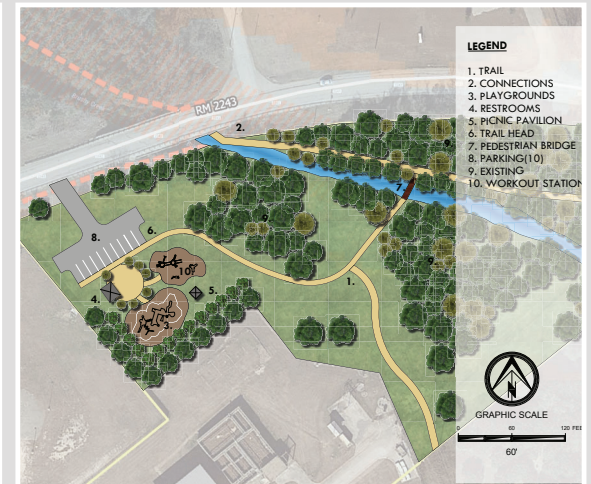 LEGEND
1. TRAIL
2. CONNECTIONS
3. PLAYGROUNDS
4. RESTROOMS
5. PICNIC PAVILION
6. TRAIL HEAD
7. PEDESTRIAN BRIDGE
8. PARKING(10)
9. EXISTING
10. WORKOUT STATION
RM 2243
2.
9.
7.
9.
6.
8.
9.
10.
1.
5.
4.
3.
N
GRAPHIC SCALE
0 60 120 FEE
60'